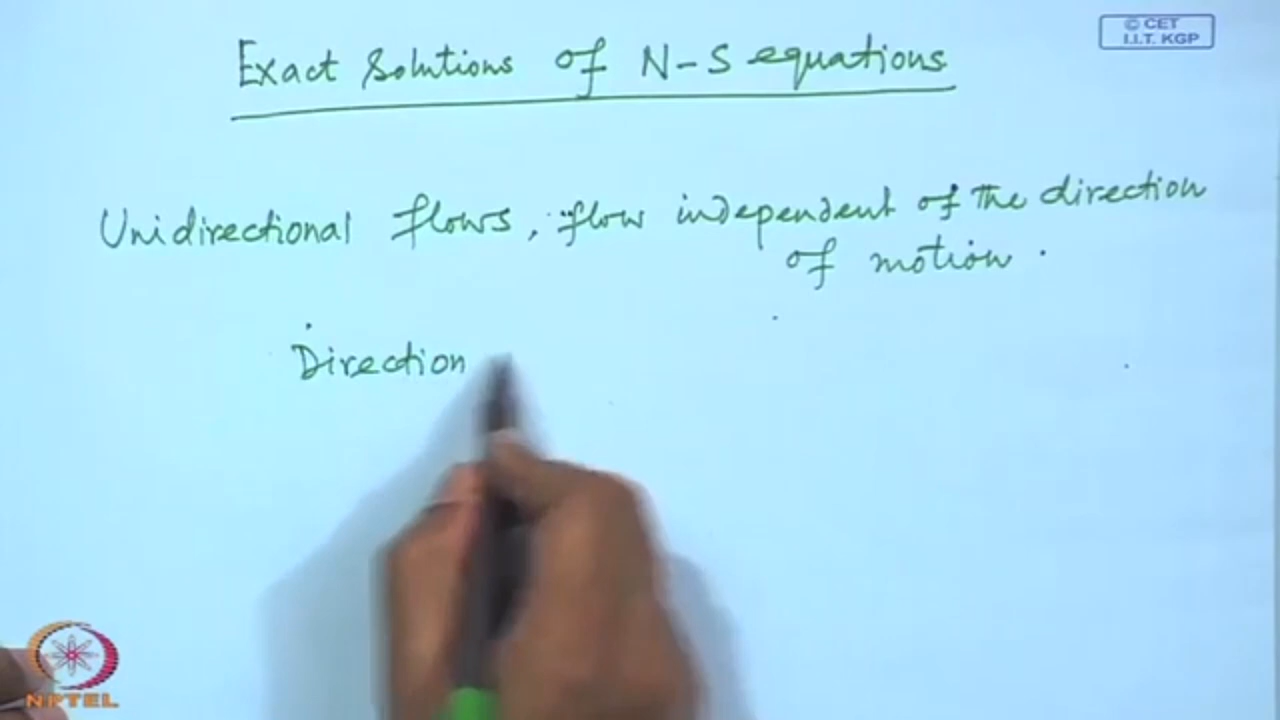 © CET
I.I.T. KGP
Exact Solutions of N-S equations
Unidirectional flows, flow independent of the direction
of motion.
Direction
NPTEL